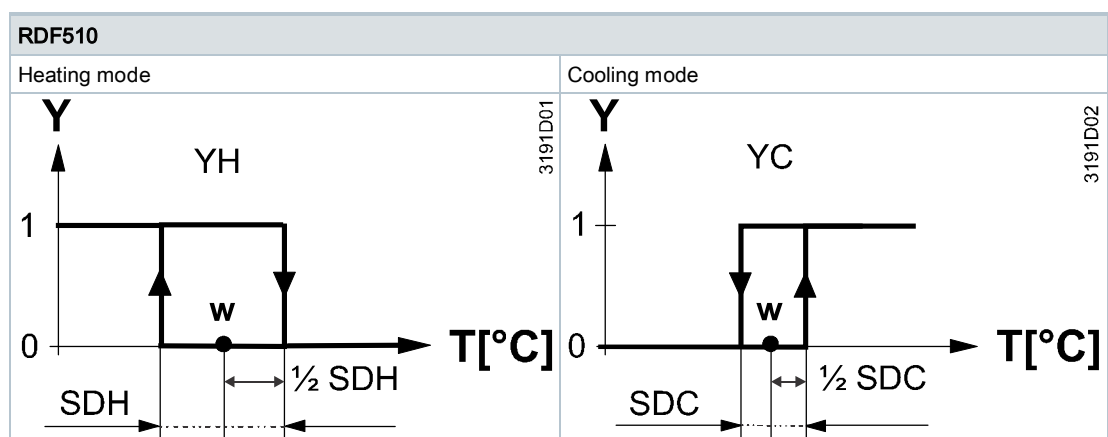 RDF510
Heating mode
Cooling mode
Y
YH
3191D01
1
w
0
T[°C]
½ SDH
SDH
Y
YC
3191D02
1
w
0
T[°C]
½ SDC
SDC